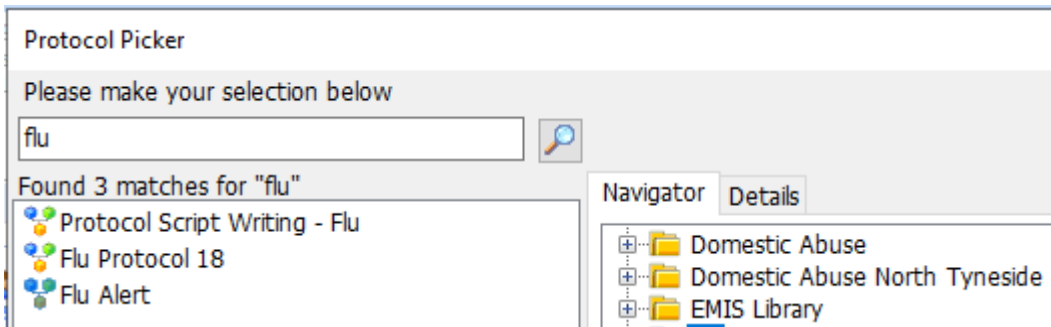 Protocol Picker
Please make your selection below
flu
Found 3 matches for "flu"
Protocol Script Writing - Flu
Flu Protocol 18
Flu Alert
Navigator
Details
Domestic Abuse
Domestic Abuse North Tyneside
EMIS Library